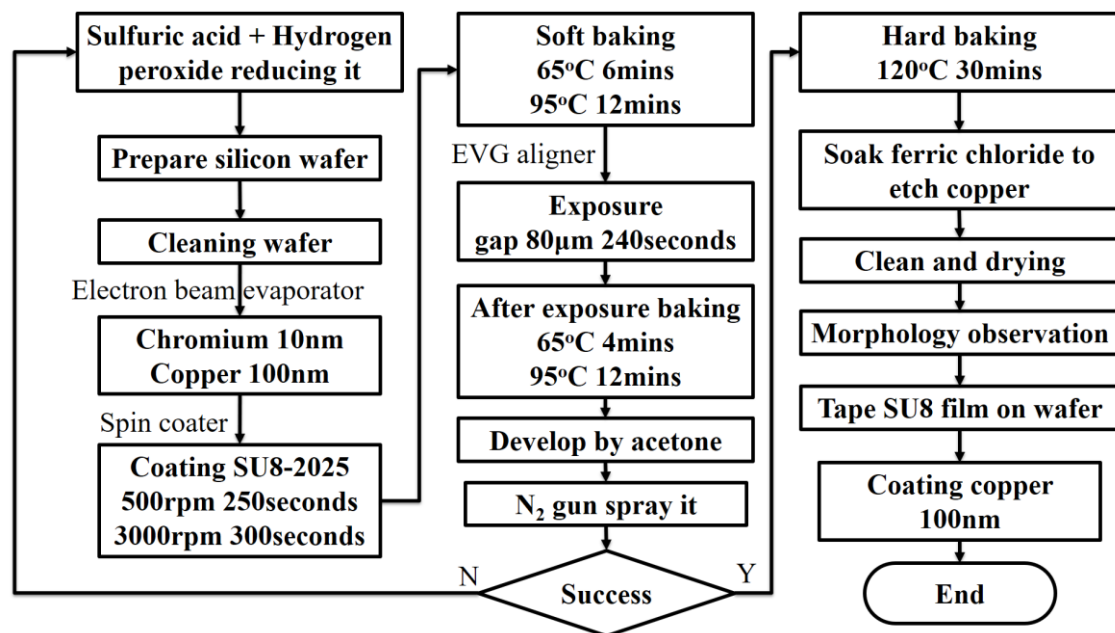 Sulfuric acid + Hydrogen
peroxide reducing it
Prepare silicon wafer
Cleaning wafer
Electron beam evaporator
Chromium 10nm
Copper 100nm
Spin coater
Coating SU8-2025
500rpm 250seconds
3000rpm 300seconds
Soft baking
65°C 6mins
95°C 12mins
EVG aligner
Exposure
gap 80μm 240seconds
After exposure baking
65°C 4mins
95°C 12mins
Develop by acetone
N₂ gun spray it
N
Success
Y
Hard baking
120°C 30mins
Soak ferric chloride to
etch copper
Clean and drying
Morphology observation
Tape SU8 film on wafer
Coating copper
100nm
End